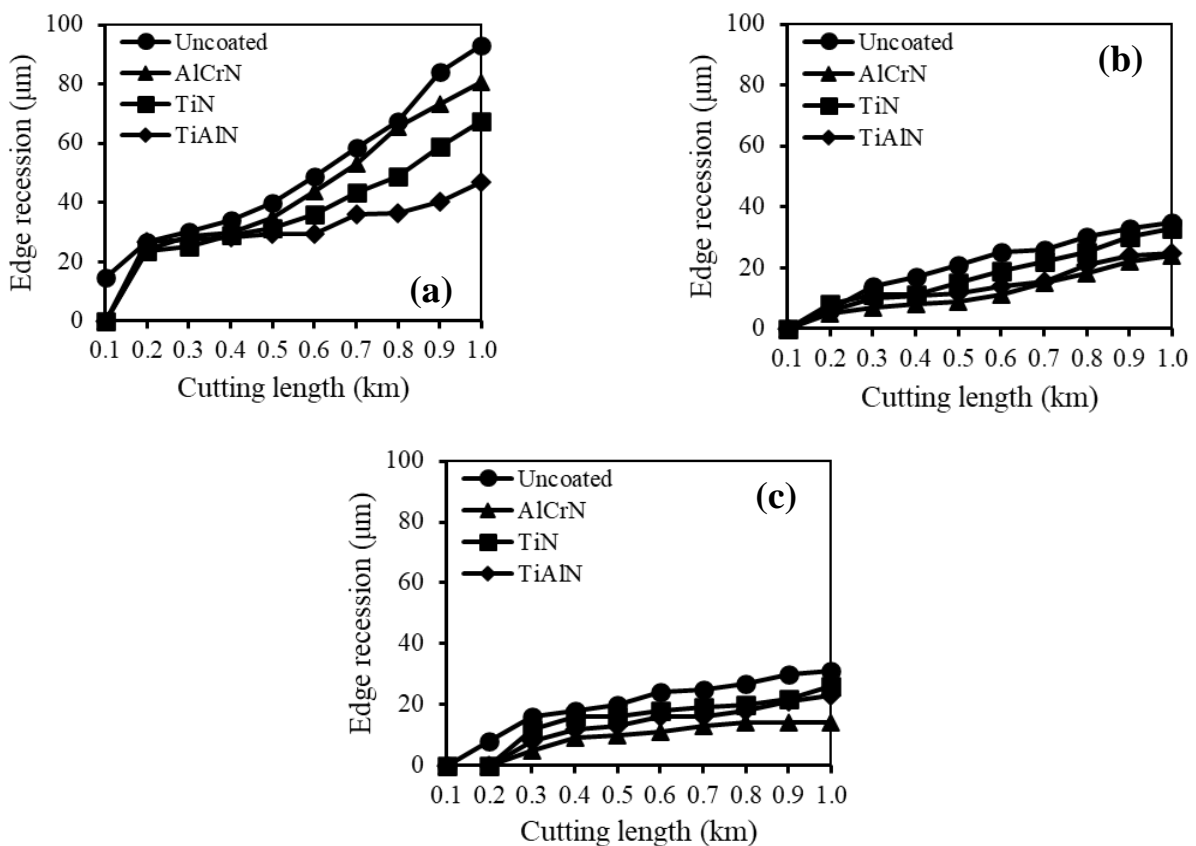 100
80
60
40
20
0
Edge recession (µm)
Uncoated
AlCrN
TiN
TiAlN
(a)
0.1 0.2 0.3 0.4 0.5 0.6 0.7 0.8 0.9 1.0
Cutting length (km)
100
80
60
40
20
0
Edge recession (µm)
Uncoated
AlCrN
TiN
TiAlN
(b)
0.1 0.2 0.3 0.4 0.5 0.6 0.7 0.8 0.9 1.0
Cutting length (km)
100
80
60
40
20
0
Edge recession (µm)
Uncoated
AlCrN
TiN
TiAlN
(c)
0.1 0.2 0.3 0.4 0.5 0.6 0.7 0.8 0.9 1.0
Cutting length (km)